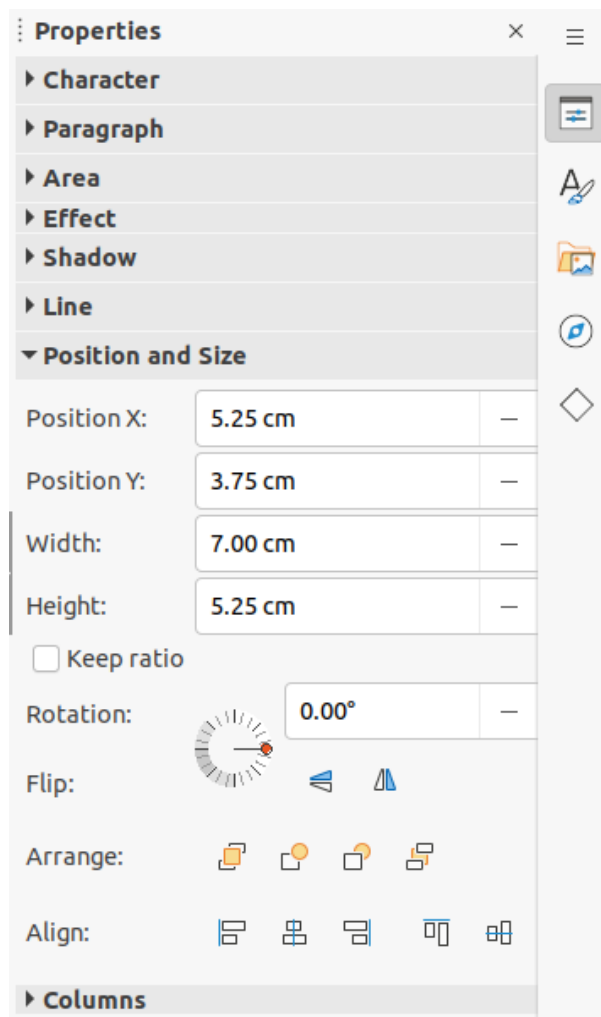 Properties
Character
Paragraph
Area
Effect
Shadow
Line
Position and Size
Position X: 5.25 cm
Position Y: 3.75 cm
Width: 7.00 cm
Height: 5.25 cm
Keep ratio
Rotation: 0.00°
Flip:
Arrange:
Align:
Columns